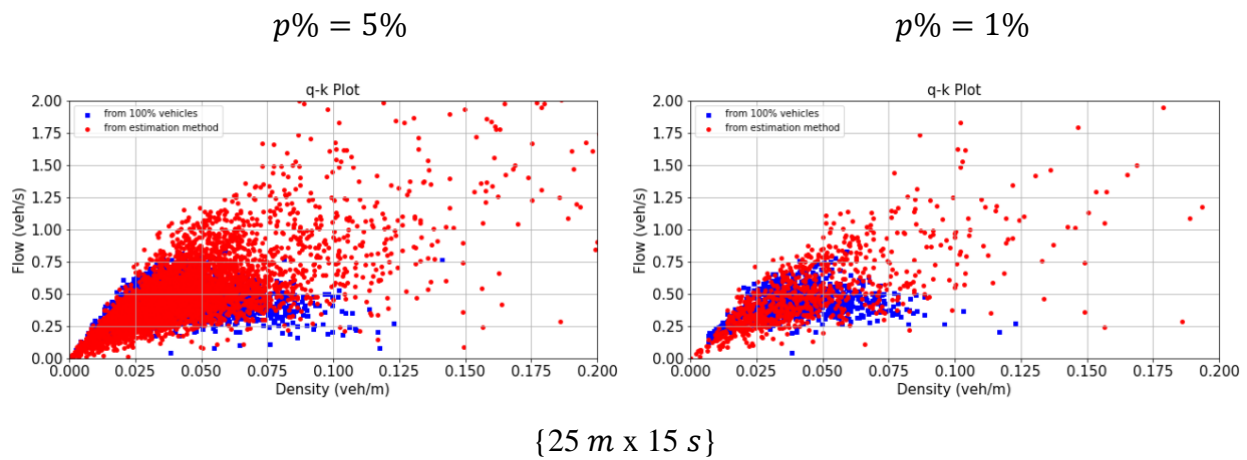 p% = 5%
p% = 1%
q-k Plot
from 100% vehicles
from estimation method
2.00
1.75
1.50
1.25
1.00
0.75
0.50
0.25
0.00
Flow (veh/s)
0.000 0.025 0.050 0.075 0.100 0.125 0.150 0.175 0.200
Density (veh/m)
q-k Plot
from 100% vehicles
from estimation method
2.00
1.75
1.50
1.25
1.00
0.75
0.50
0.25
0.00
Flow (veh/s)
0.000 0.025 0.050 0.075 0.100 0.125 0.150 0.175 0.200
Density (veh/m)
{25 m x 15 s}